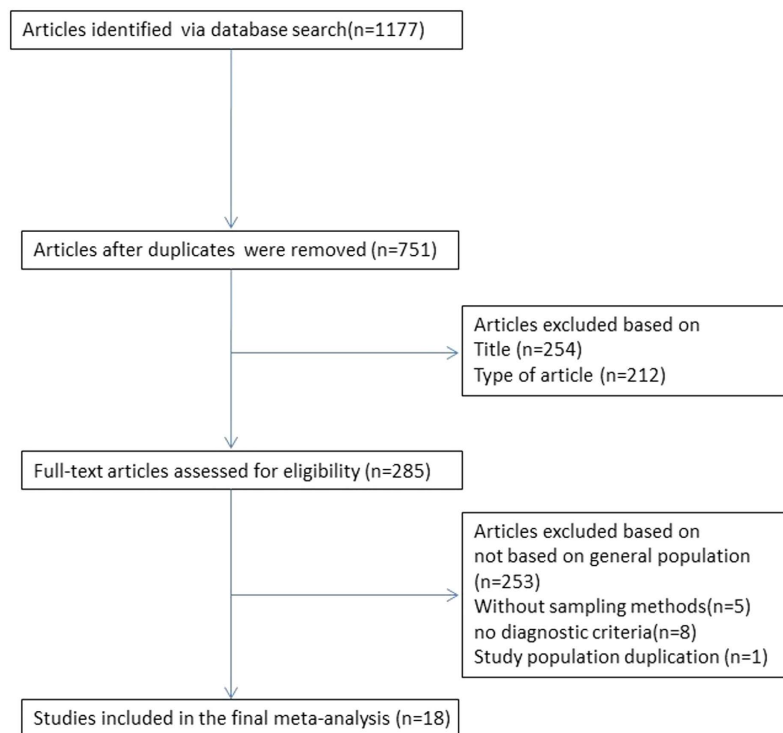 Articles identified via database search(n=1177)
Articles after duplicates were removed (n=751)
Articles excluded based on
Title (n=254)
Type of article (n=212)
Full-text articles assessed for eligibility (n=285)
Articles excluded based on
not based on general population
(n=253)
Without sampling methods(n=5)
no diagnostic criteria(n=8)
Study population duplication (n=1)
Studies included in the final meta-analysis (n=18)